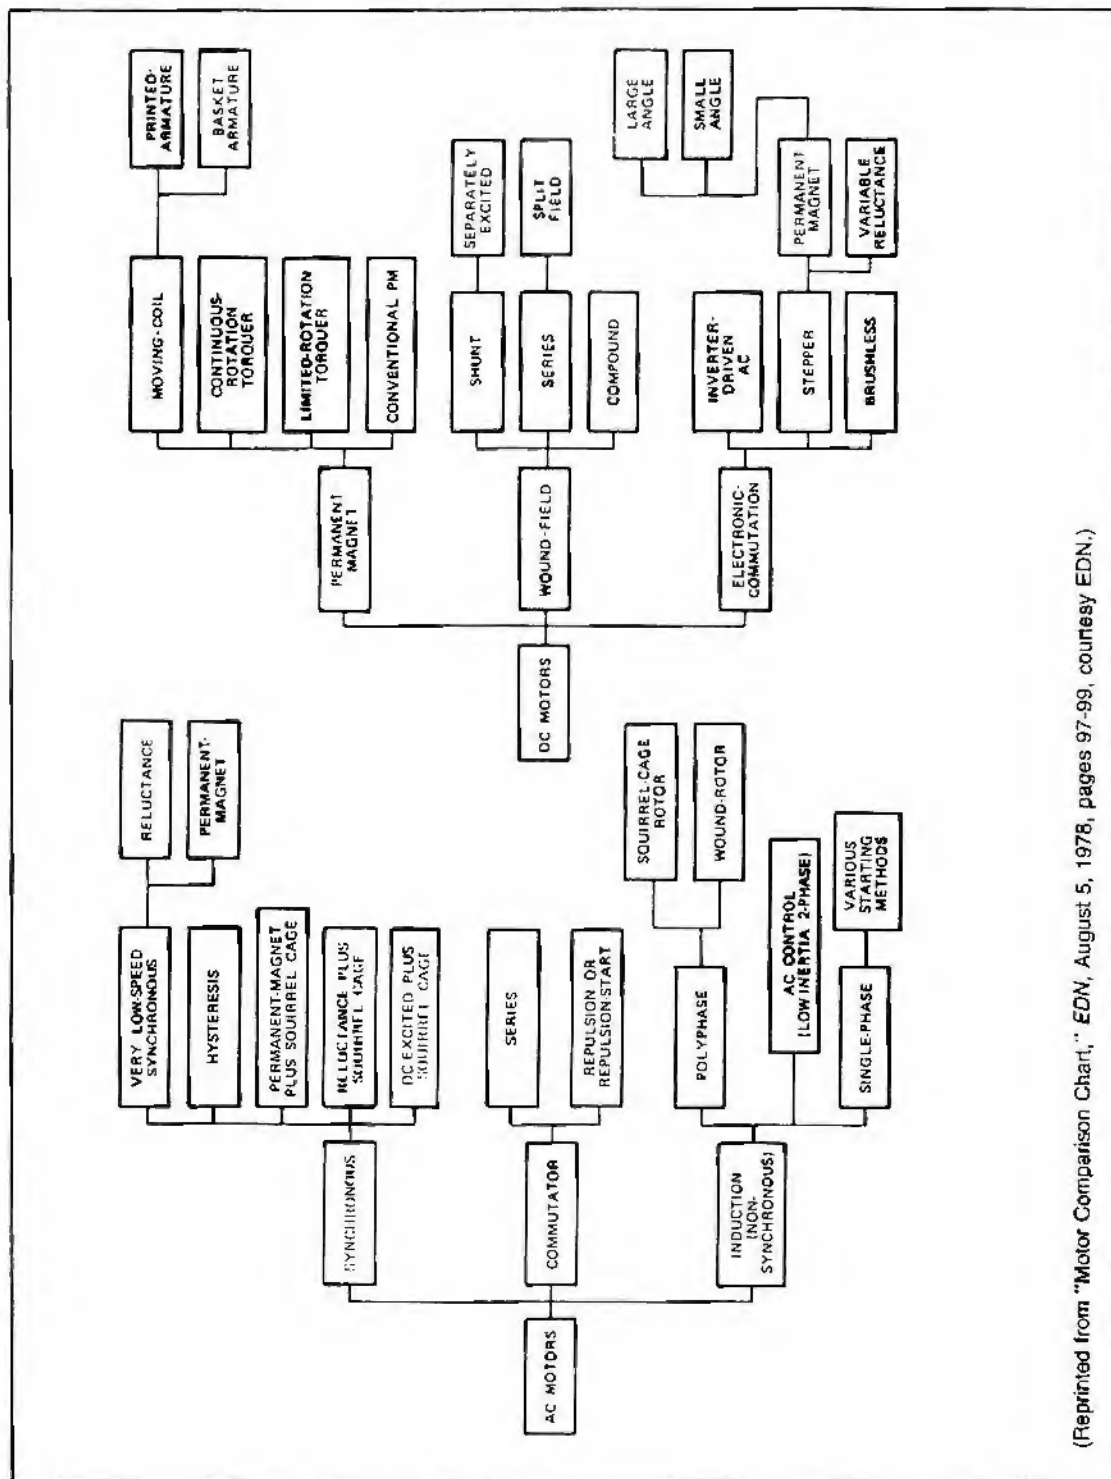 AC MOTORS
SYNCHRONOUS
VERY LOW-SPEED
SYNCHRONOUS
RELUCTANCE
PERMANENT-
MAGNET
HYSTERESIS
PERMANENT-MAGNET
PLUS SQUIRREL CAGE
RELUCTANCE PLUS
SQUIRREL CAGE
DC EXCITED PLUS
SQUIRREL CAGE
COMMUTATOR
SERIES
REPULSION OR
REPULSION-START
INDUCTION
(NON-
SYNCHRONOUS)
POLYPHASE
SQUIRREL-CAGE
ROTOR
WOUND-ROTOR
AC CONTROL
(LOW INERTIA 2-PHASE)
SINGLE-PHASE
VARIOUS
STARTING
METHODS
DC MOTORS
PERMANENT
MAGNET
MOVING-COIL
PRINTED-
ARMATURE
BASKET
ARMATURE
CONTINUOUS-
ROTATION
TORQUER
LIMITED-ROTATION
TORQUER
CONVENTIONAL PM
WOUND-FIELD
SHUNT
SEPARATELY
EXCITED
SERIES
SPLIT
FIELD
COMPOUND
ELECTRONIC-
COMMUTATION
INVERTER-
DRIVEN
AC
STEPPER
PERMANENT
MAGNET
LARGE
ANGLE
SMALL
ANGLE
VARIABLE
RELUCTANCE
BRUSHLESS
(Reprinted from "Motor Comparison Chart," EDN, August 5, 1978, pages 97-99, courtesy EDN.)